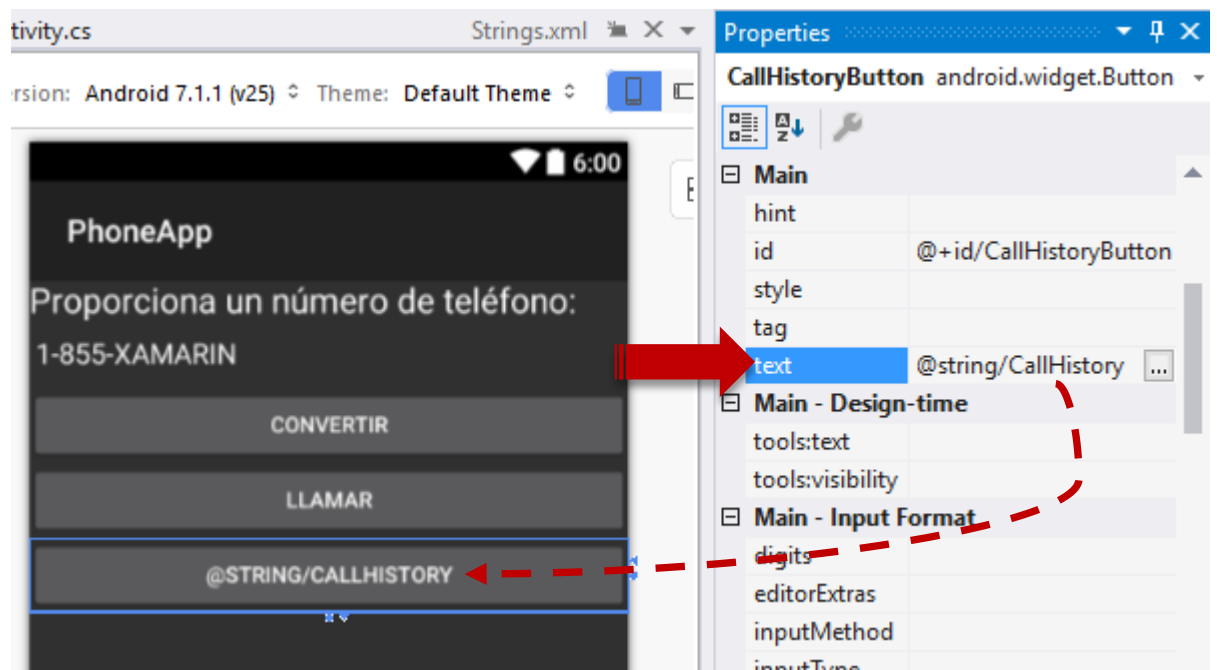 tivity.cs
Strings.xml
rsion: Android 7.1.1 (v25) Theme: Default Theme
6:00
PhoneApp
Proporciona un número de teléfono:
1-855-XAMARIN
CONVERTIR
LLAMAR
@STRING/CALLHISTORY
Properties
CallHistoryButton android.widget.Button
Main
hint
id @+id/CallHistoryButton
style
tag
text @string/CallHistory ...
Main - Design-time
tools:text
tools:visibility
Main - Input Format
digits
editorExtras
inputMethod
inputType